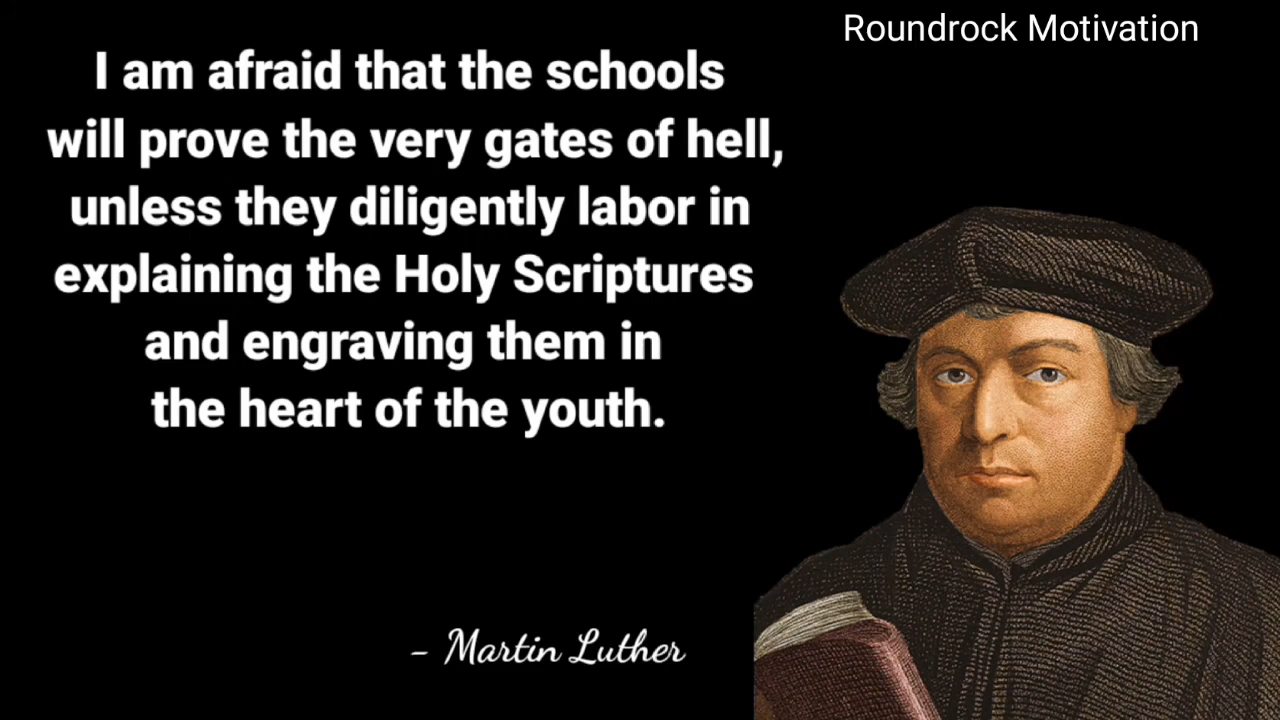 Roundrock Motivation
I am afraid that the schools
will prove the very gates of hell,
unless they diligently labor in
explaining the Holy Scriptures
and engraving them in
the heart of the youth.
- Martin Luther